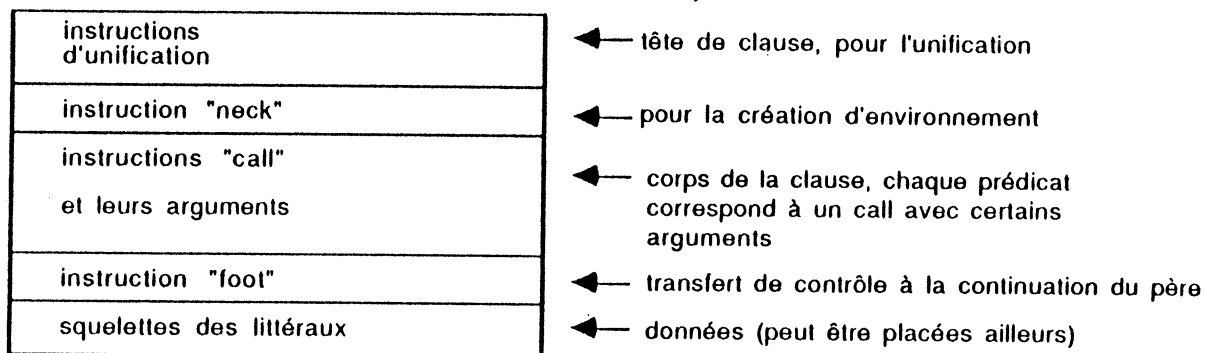 instructions
d'unification
tête de clause, pour l'unification
instruction "neck"
pour la création d'environnement
instructions "call"
et leurs arguments
corps de la clause, chaque prédicat
correspond à un call avec certains
arguments
instruction "foot"
transfert de contrôle à la continuation du père
squelettes des littéraux
données (peut être placées ailleurs)